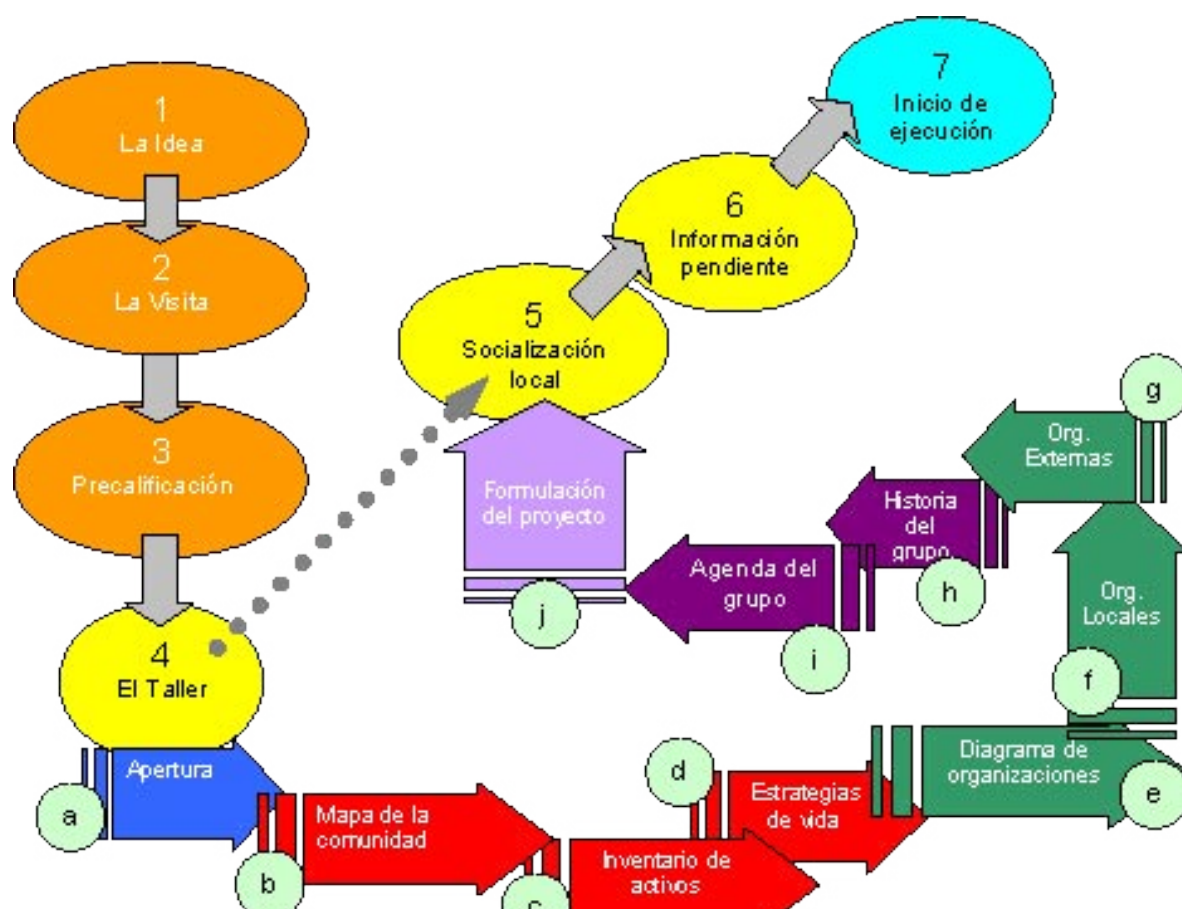 1
La Idea
2
La Visita
3
Precalificación
4
El Taller
5
Socialización
local
6
Información
pendiente
7
Inicio de
ejecución
a
Apertura
b
Mapa de la
comunidad
c
Inventario de
activos
d
Estrategias
de vida
e
Diagrama de
organizaciones
f
Org.
Locales
g
Org.
Externas
h
Historia
del
grupo
i
Agenda del
grupo
j
Formulación
del proyecto